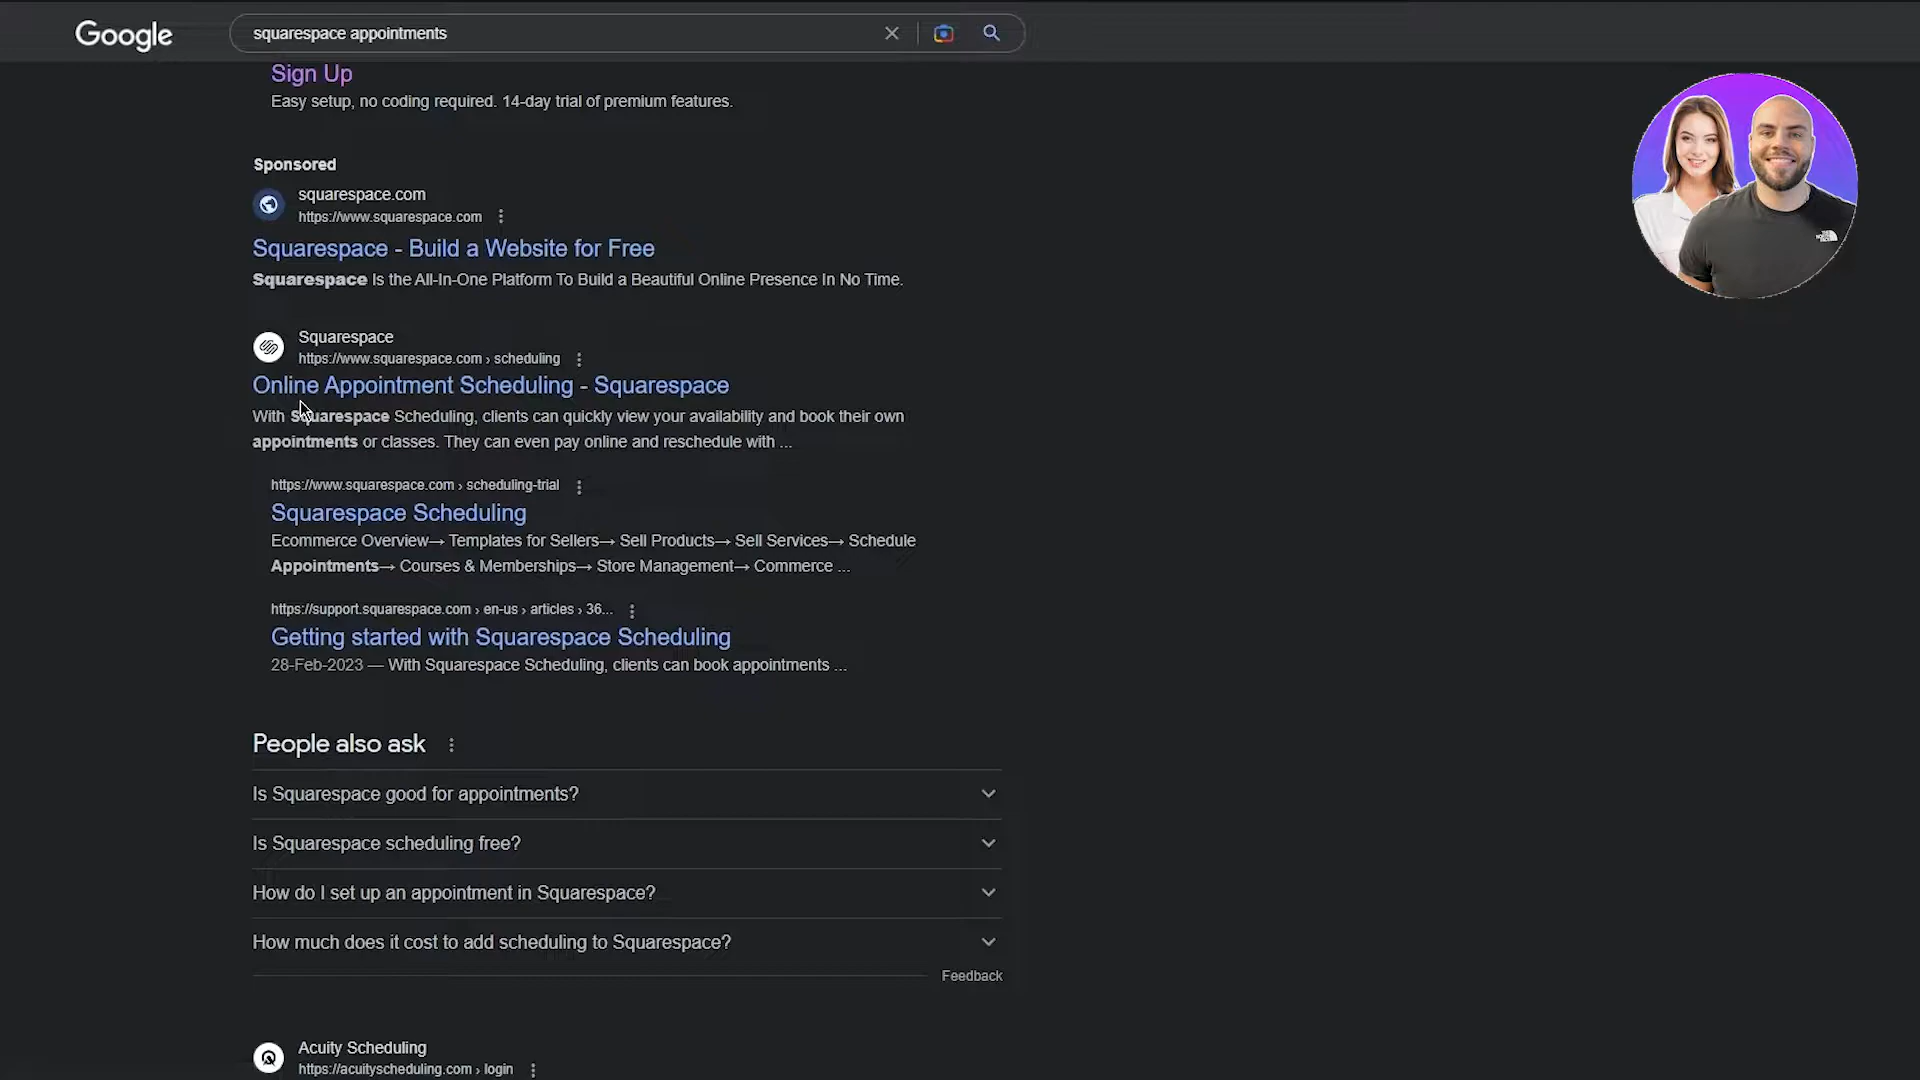 Google
squarespace appointments
Sign Up
Easy setup, no coding required. 14-day trial of premium features.
Sponsored
squarespace.com
https://www.squarespace.com
Squarespace - Build a Website for Free
Squarespace Is the All-In-One Platform To Build a Beautiful Online Presence In No Time.
Squarespace
https://www.squarespace.com › scheduling
Online Appointment Scheduling - Squarespace
With Squarespace Scheduling, clients can quickly view your availability and book their own
appointments or classes. They can even pay online and reschedule with ...
https://www.squarespace.com › scheduling-trial
Squarespace Scheduling
Ecommerce Overview→ Templates for Sellers→ Sell Products→ Sell Services→ Schedule
Appointments→ Courses & Memberships→ Store Management→ Commerce ...
https://support.squarespace.com › en-us › articles › 36...
Getting started with Squarespace Scheduling
28-Feb-2023 — With Squarespace Scheduling, clients can book appointments ...
People also ask
Is Squarespace good for appointments?
Is Squarespace scheduling free?
How do I set up an appointment in Squarespace?
How much does it cost to add scheduling to Squarespace?
Feedback
Acuity Scheduling
https://acuityscheduling.com › login